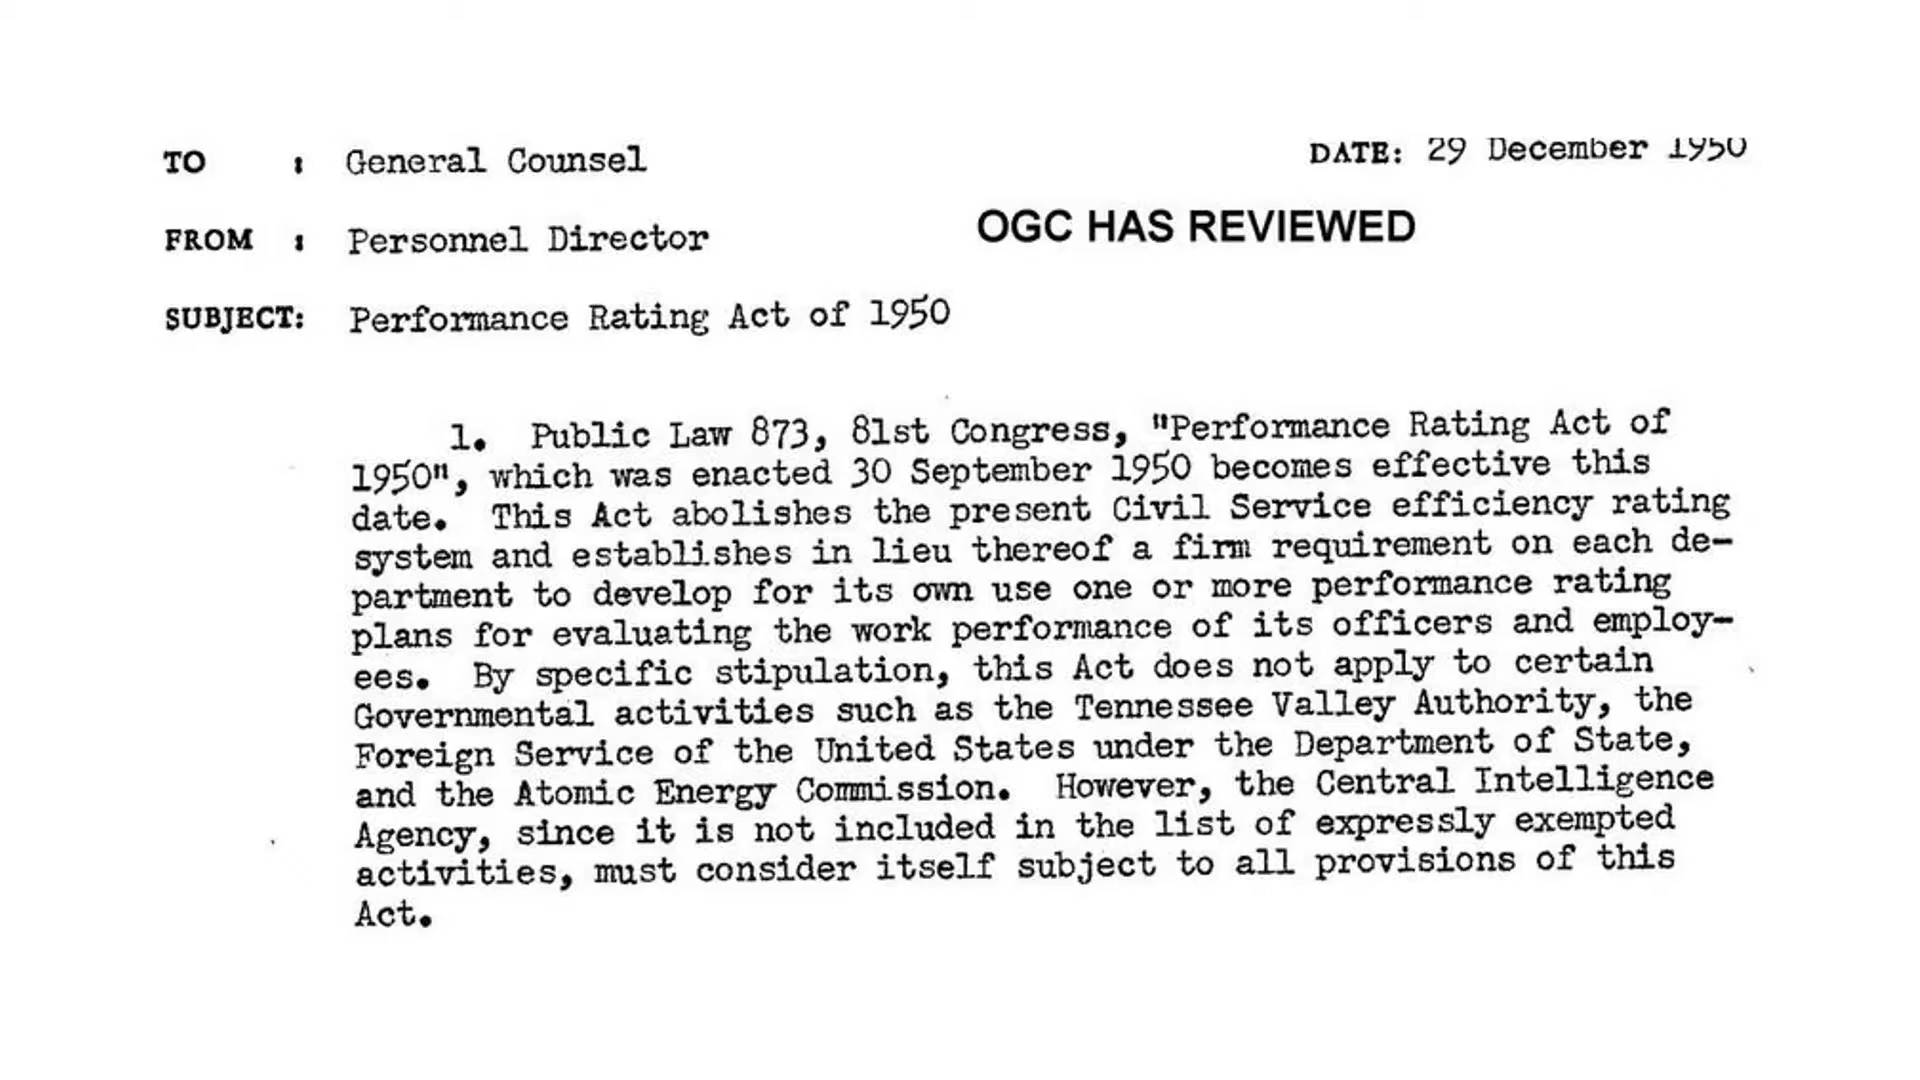 TO : General Counsel
DATE: 29 December 1950
FROM : Personnel Director
OGC HAS REVIEWED
SUBJECT: Performance Rating Act of 1950
1. Public Law 873, 81st Congress, "Performance Rating Act of
1950", which was enacted 30 September 1950 becomes effective this
date. This Act abolishes the present Civil Service efficiency rating
system and establishes in lieu thereof a firm requirement on each de-
partment to develop for its own use one or more performance rating
plans for evaluating the work performance of its officers and employ-
ees. By specific stipulation, this Act does not apply to certain
Governmental activities such as the Tennessee Valley Authority, the
Foreign Service of the United States under the Department of State,
and the Atomic Energy Commission. However, the Central Intelligence
Agency, since it is not included in the list of expressly exempted
activities, must consider itself subject to all provisions of this
Act.